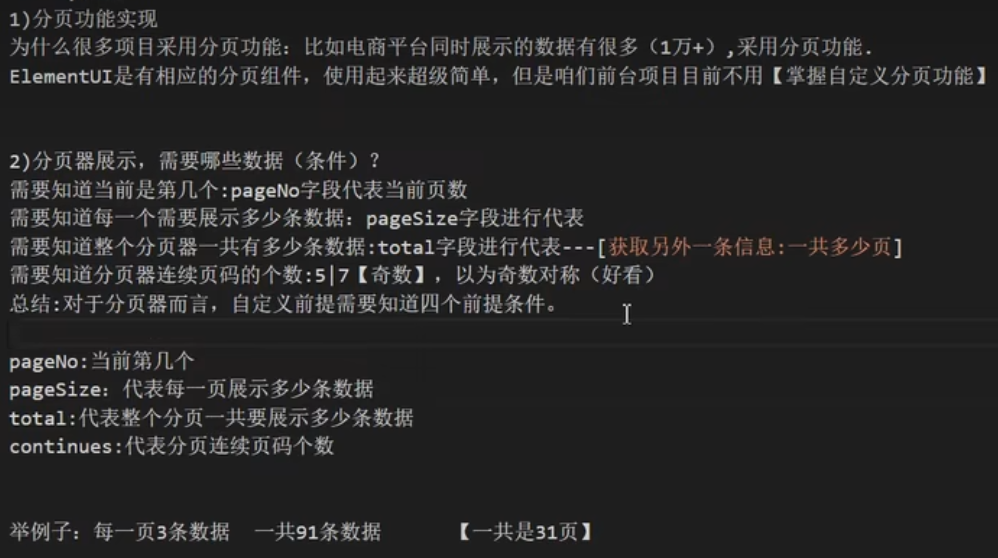 1)分页功能实现
为什么很多项目采用分页功能：比如电商平台同时展示的数据有很多（1万+）,采用分页功能.
ElementUI是有相应的分页组件，使用起来超级简单，但是咱们前台项目目前不用【掌握自定义分页功能】
2)分页器展示，需要哪些数据（条件）？
需要知道当前是第几个:pageNo字段代表当前页数
需要知道每一个需要展示多少条数据：pageSize字段进行代表
需要知道整个分页器一共有多少条数据:total字段进行代表---[获取另外一条信息:一共多少页]
需要知道分页器连续页码的个数:5|7【奇数】，以为奇数对称（好看）
总结:对于分页器而言，自定义前提需要知道四个前提条件。
pageNo:当前第几个
pageSize：代表每一页展示多少条数据
total:代表整个分页一共要展示多少条数据
continues:代表分页连续页码个数
举例子：每一页3条数据  一共91条数据      【一共是31页】